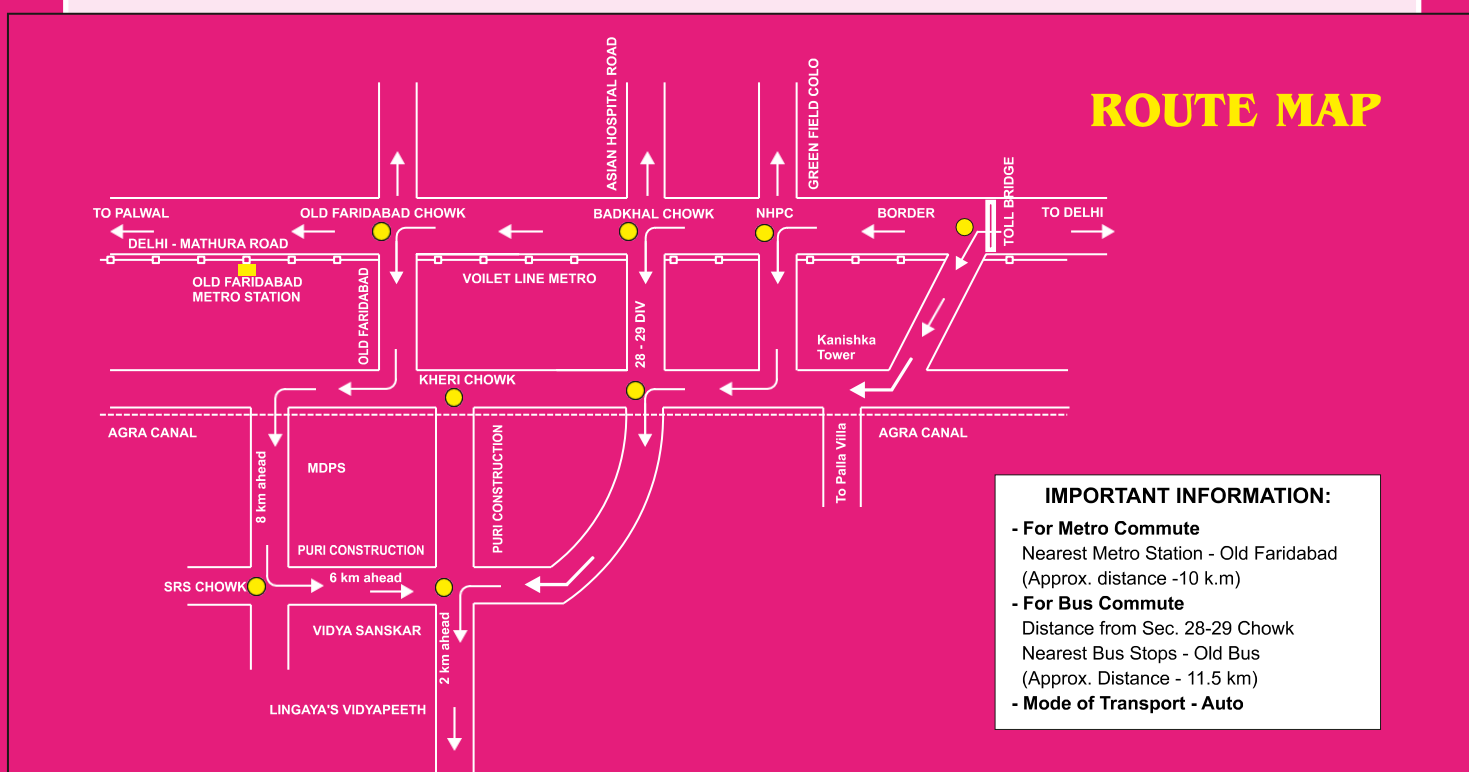 ROUTE MAP
ASIAN HOSPITAL ROAD
GREEN FIELD COLO
TOLL BRIDGE
TO PALWAL
OLD FARIDABAD CHOWK
BADKHAL CHOWK
NHPC
BORDER
TO DELHI
DELHI - MATHURA ROAD
OLD FARIDABAD
METRO STATION
VOILET LINE METRO
OLD FARIDABAD
28 - 29 DIV
Kanishka
Tower
KHERI CHOWK
AGRA CANAL
AGRA CANAL
8 km ahead
MDPS
PURI CONSTRUCTION
To Palla Villa
PURI CONSTRUCTION
SRS CHOWK
6 km ahead
VIDYA SANSKAR
2 km ahead
LINGAYA'S VIDYAPEETH
IMPORTANT INFORMATION:
- For Metro Commute
Nearest Metro Station - Old Faridabad
(Approx. distance -10 k.m)
- For Bus Commute
Distance from Sec. 28-29 Chowk
Nearest Bus Stops - Old Bus
(Approx. Distance - 11.5 km)
- Mode of Transport - Auto